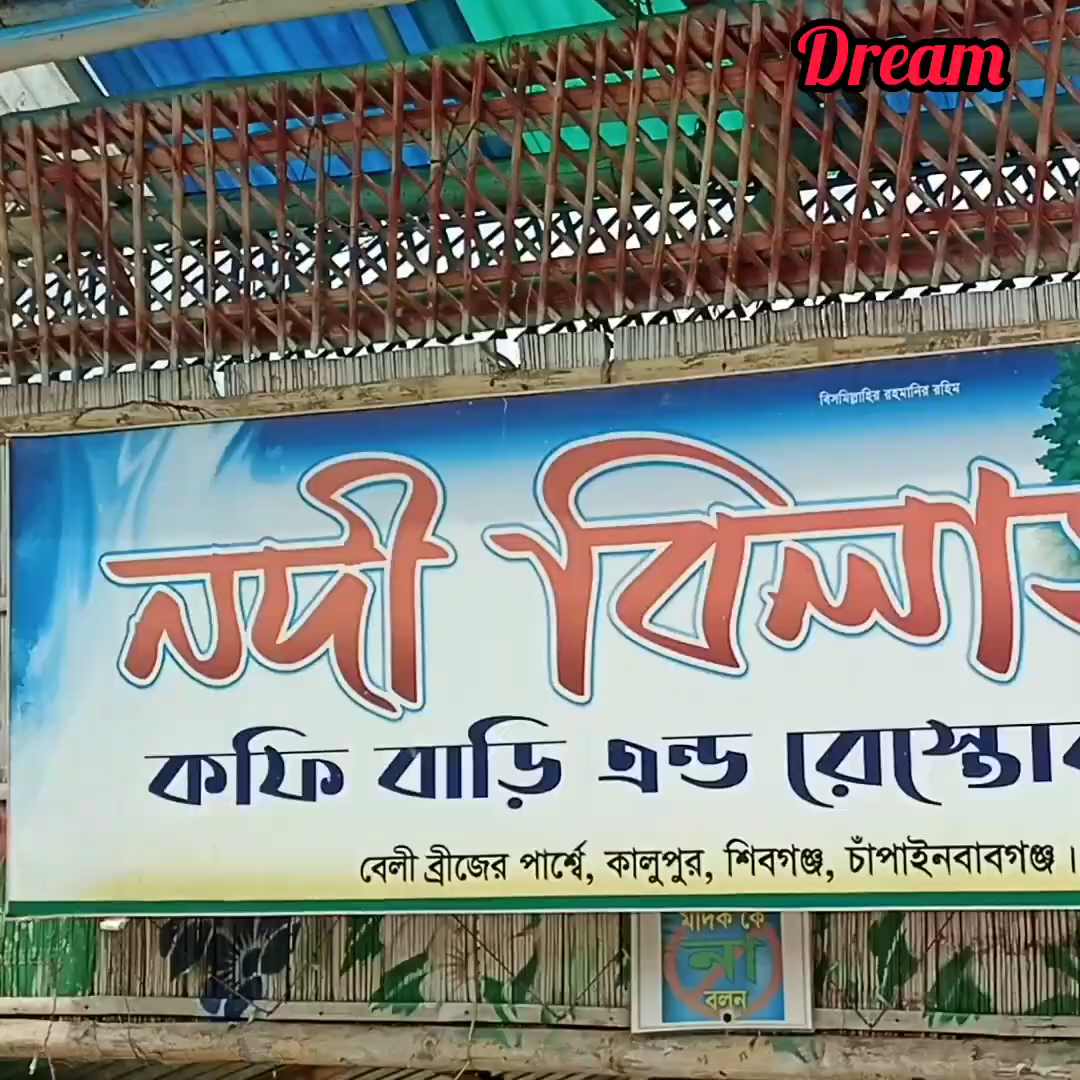 Dream
বিসমিল্লাহির রহমানির রহিম
নদী
কফি বাড়ি এন্ড
বেলী ব্রীজের পার্শ্বে, কালুপুর, শিবগঞ্জ, চাঁপাইনবাবগঞ্জ।
মাদক কে
না
বলুন